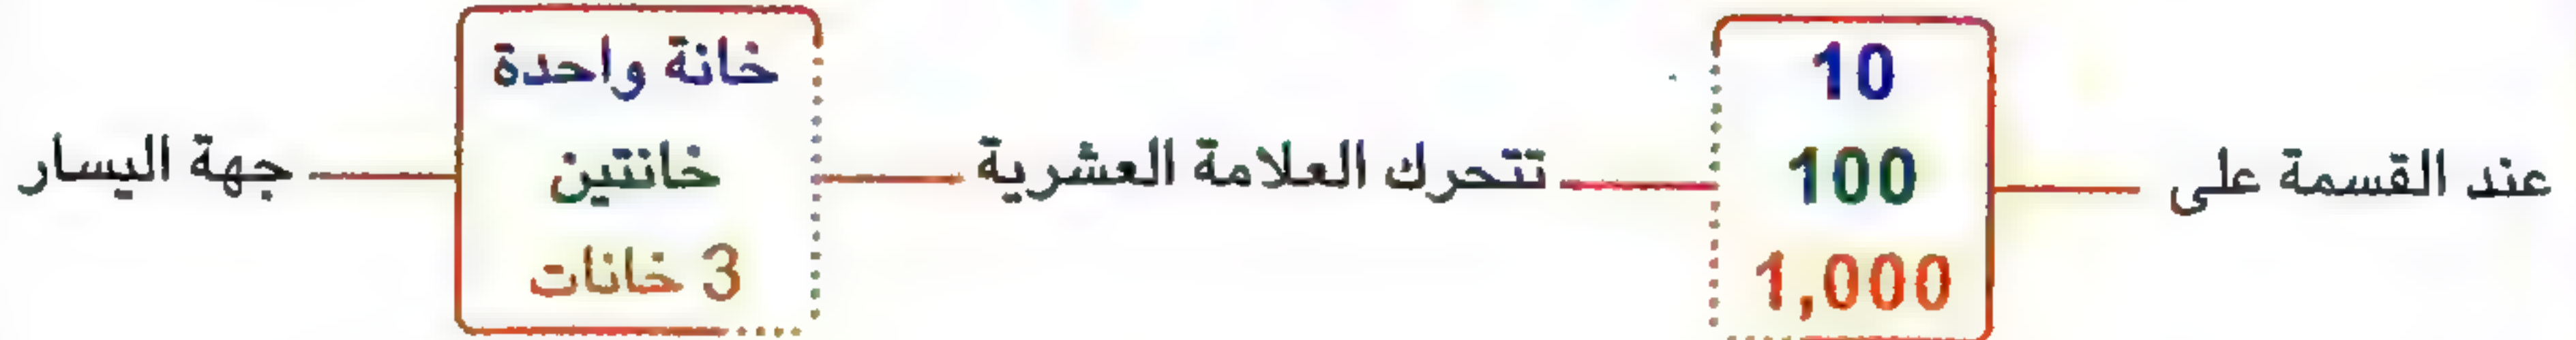 عند القسمة على
10
100
1,000
تتحرك العلامة العشرية
خانة واحدة
خانتين
3 خانات
جهة اليسار